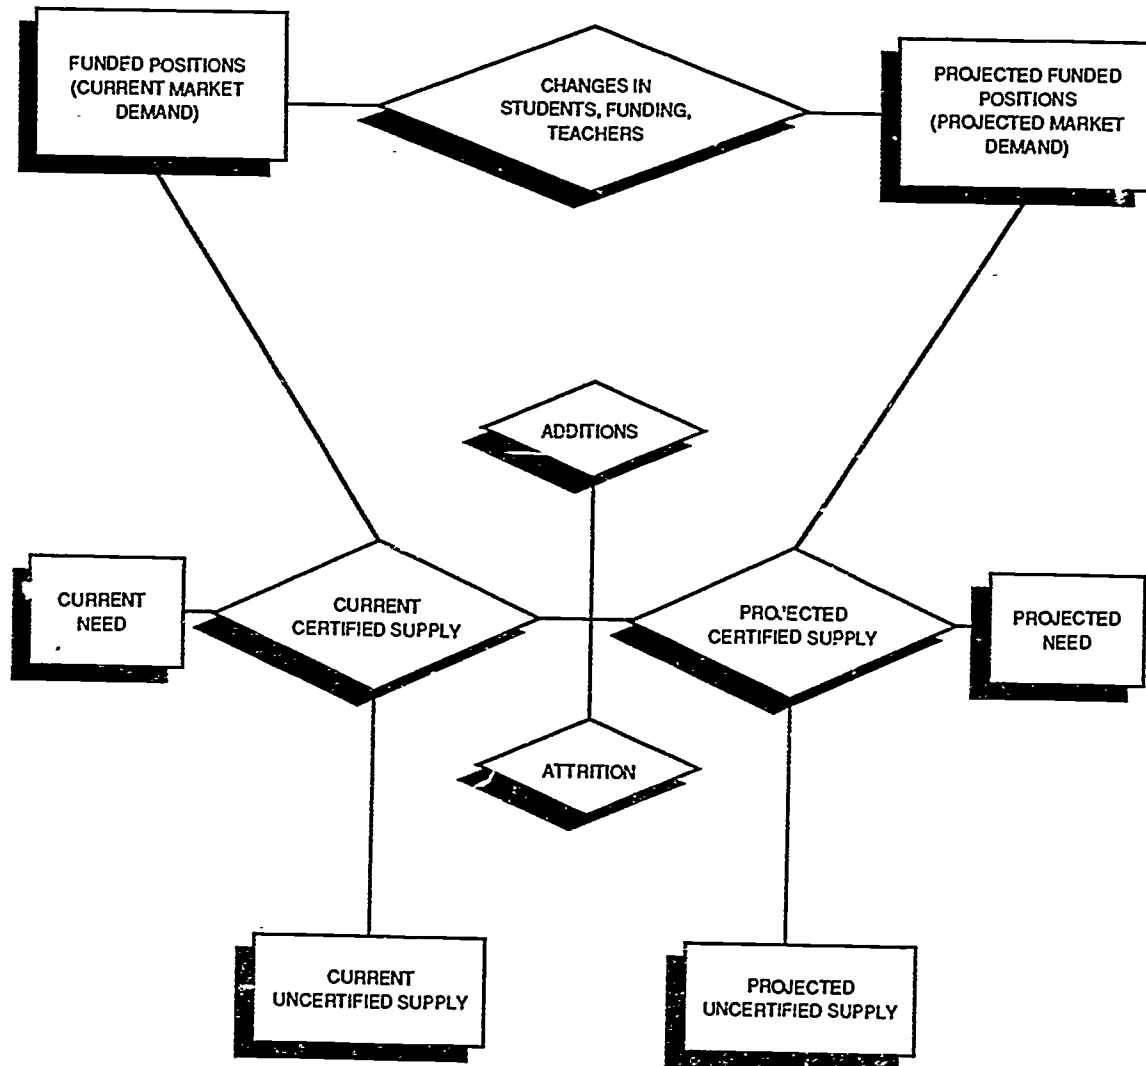 FUNDED POSITIONS
(CURRENT MARKET
DEMAND)
CHANGES IN
STUDENTS, FUNDING,
TEACHERS
PROJECTED FUNDED
POSITIONS
(PROJECTED MARKET
DEMAND)
ADDITIONS
CURRENT
NEED
CURRENT
CERTIFIED SUPPLY
PROJECTED
CERTIFIED SUPPLY
PROJECTED
NEED
ATTRITION
CURRENT
UNCERTIFIED SUPPLY
PROJECTED
UNCERTIFIED SUPPLY